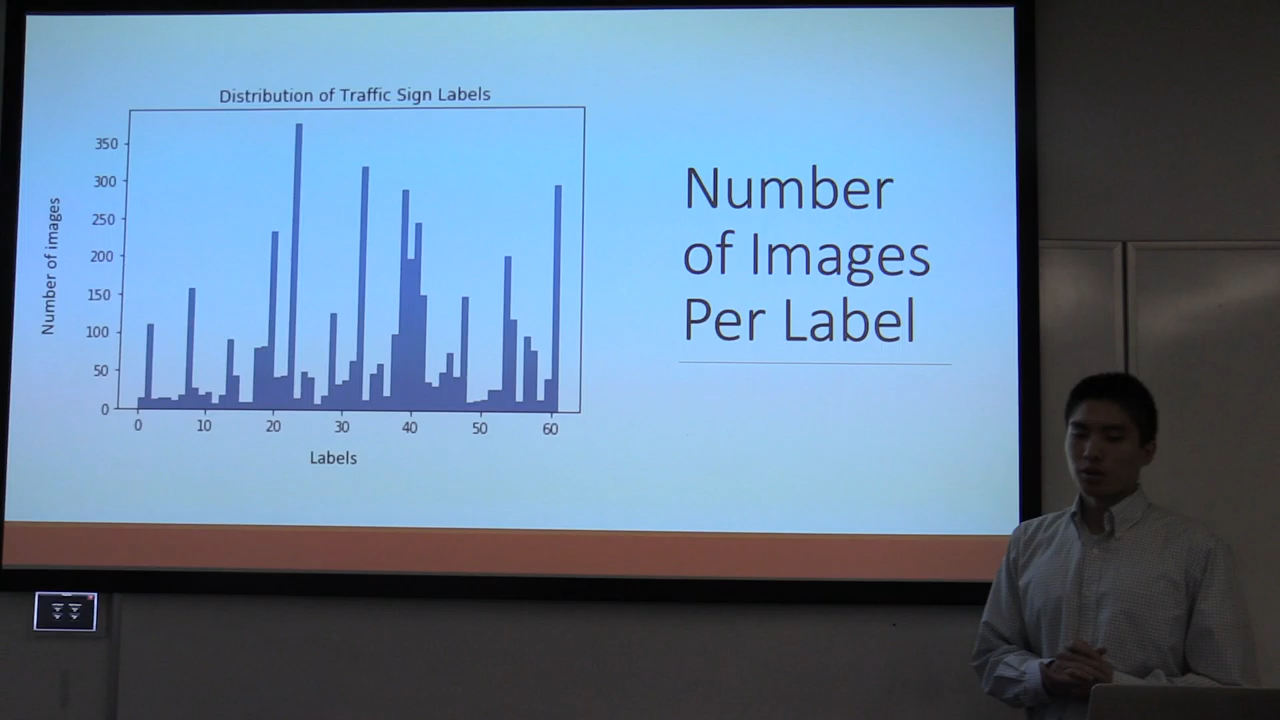 Distribution of Traffic Sign Labels
Number of images
350
300
250
200
150
100
50
0
0 10 20 30 40 50 60
Labels
Number
of Images
Per Label